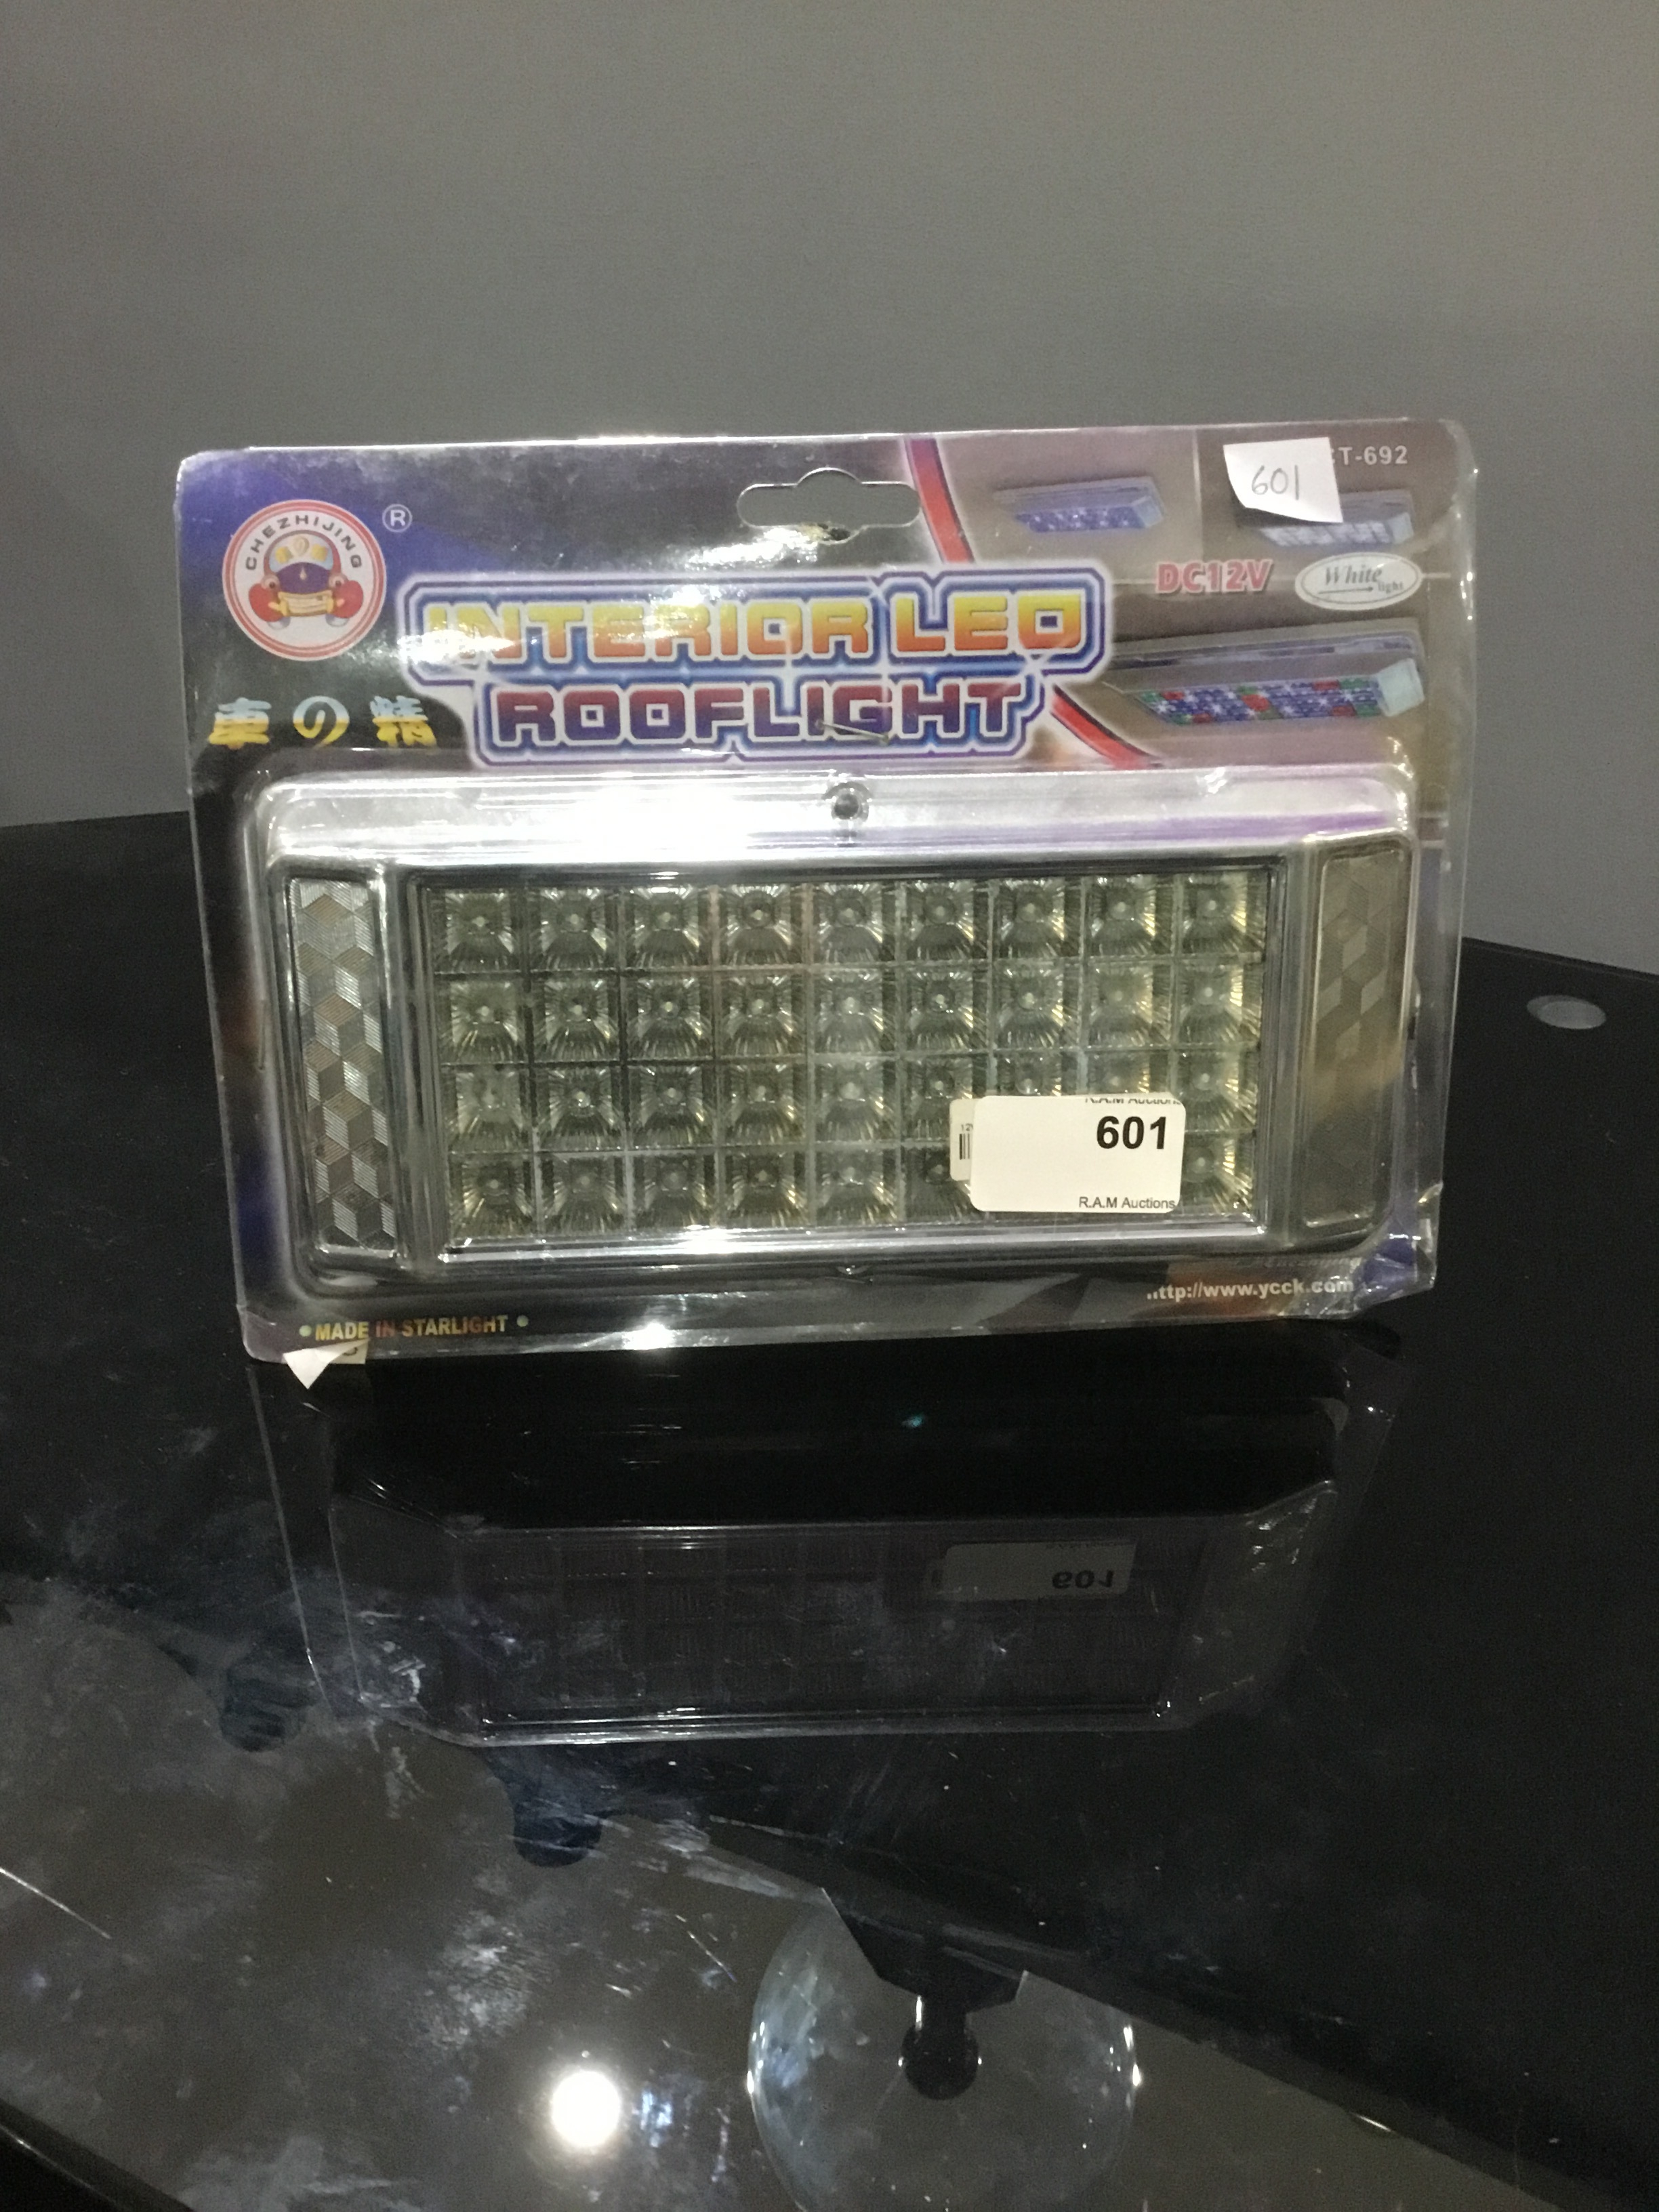 CHEZHIJING
®
601
T-692
INTERIOR LED
ROOFLIGHT
DC12V
White
light
車の精
R.A.M Auctions
601
R.A.M Auctions
MADE IN STARLIGHT
http://www.ycck.com